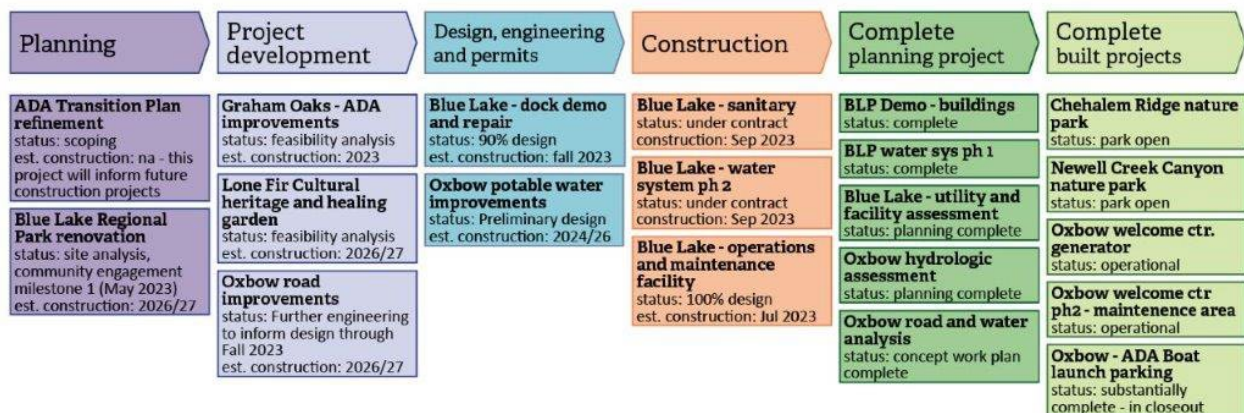 Planning
ADA Transition Plan
refinement
status: scoping
est. construction: na - this
project will inform future
construction projects
Blue Lake Regional
Park renovation
status: site analysis,
community engagement
milestone 1 (May 2023)
est. construction: 2026/27
Project
development
Graham Oaks - ADA
improvements
status: feasibility analysis
est. construction: 2023
Lone Fir Cultural
heritage and healing
garden
status: feasibility analysis
est. construction: 2026/27
Oxbow road
improvements
status: Further engineering
to inform design through
Fall 2023
est. construction: 2026/27
Design, engineering
and permits
Blue Lake - dock demo
and repair
status: 90% design
est. construction: fall 2023
Oxbow potable water
improvements
status: Preliminary design
est. construction: 2024/26
Construction
Blue Lake - sanitary
status: under contract
construction: Sep 2023
Blue Lake - water
system ph 2
status: under contract
construction: Sep 2023
Blue Lake - operations
and maintenance
facility
status: 100% design
est. construction: Jul 2023
Complete
planning project
BLP Demo - buildings
status: complete
BLP water sys ph 1
status: complete
Blue Lake - utility and
facility assessment
status: planning complete
Oxbow hydrologic
assessment
status: planning complete
Oxbow road and water
analysis
status: concept work plan
complete
Complete
built projects
Chehalem Ridge nature
park
status: park open
Newell Creek Canyon
nature park
status: park open
Oxbow welcome ctr.
generator
status: operational
Oxbow welcome ctr
ph2 - maintenence area
status: operational
Oxbow - ADA Boat
launch parking
status: substantially
complete - in closeout